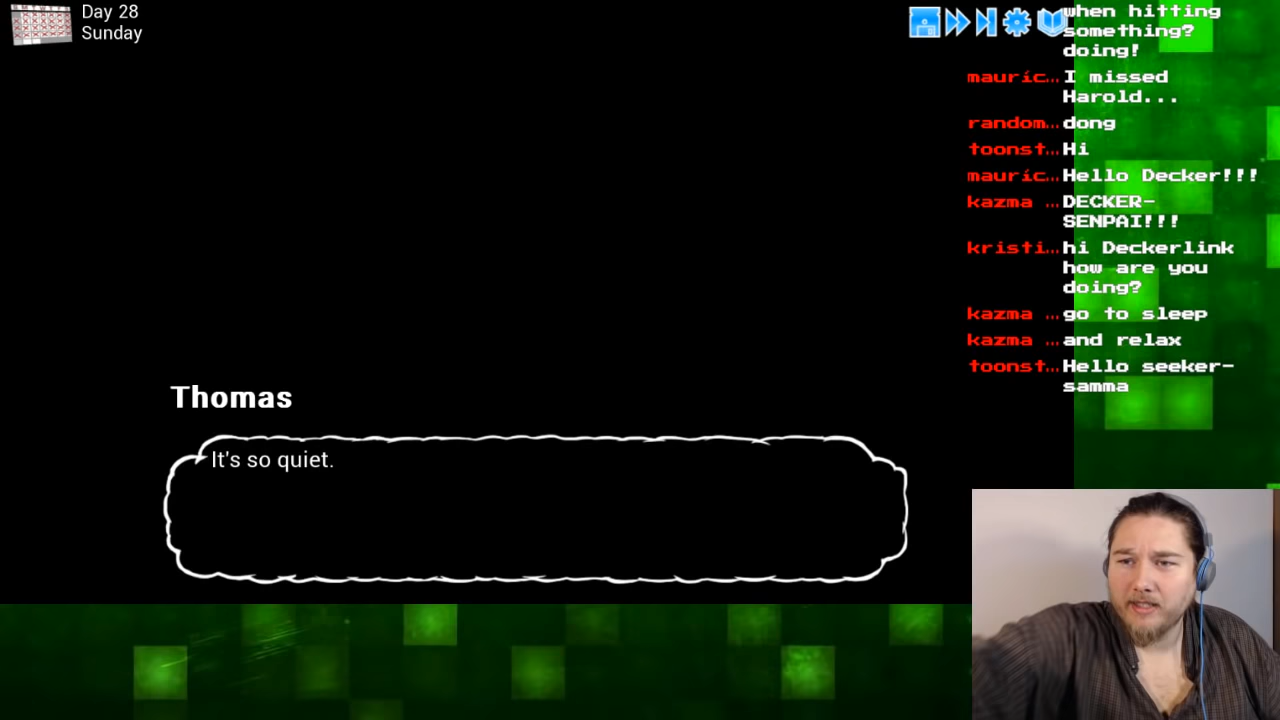 Day 28
Sunday
when hitting
something?
doing!
mauric... I missed
Harold...
random... dong
toonst... Hi
mauric... Hello Decker!!!
kazma ... DECKER-
SENPAI!!!
kristi... hi Deckerlink
how are you
doing?
kazma ... go to sleep
kazma ... and relax
toonst... Hello seeker-
samma
Thomas
It's so quiet.